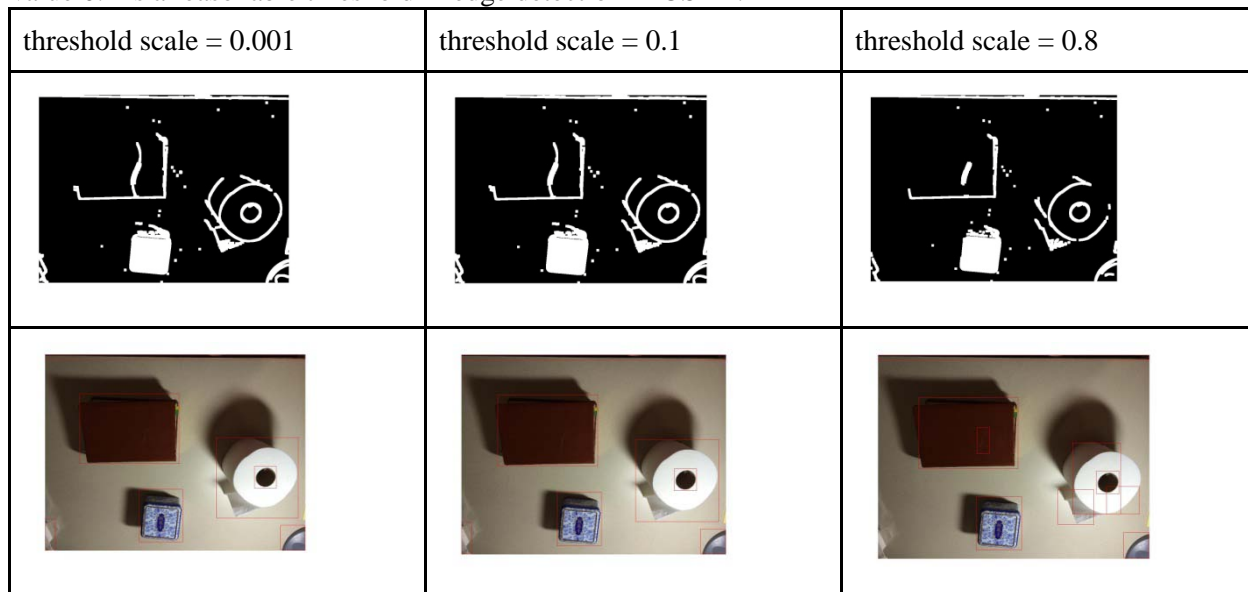 threshold scale = 0.001
threshold scale = 0.1
threshold scale = 0.8